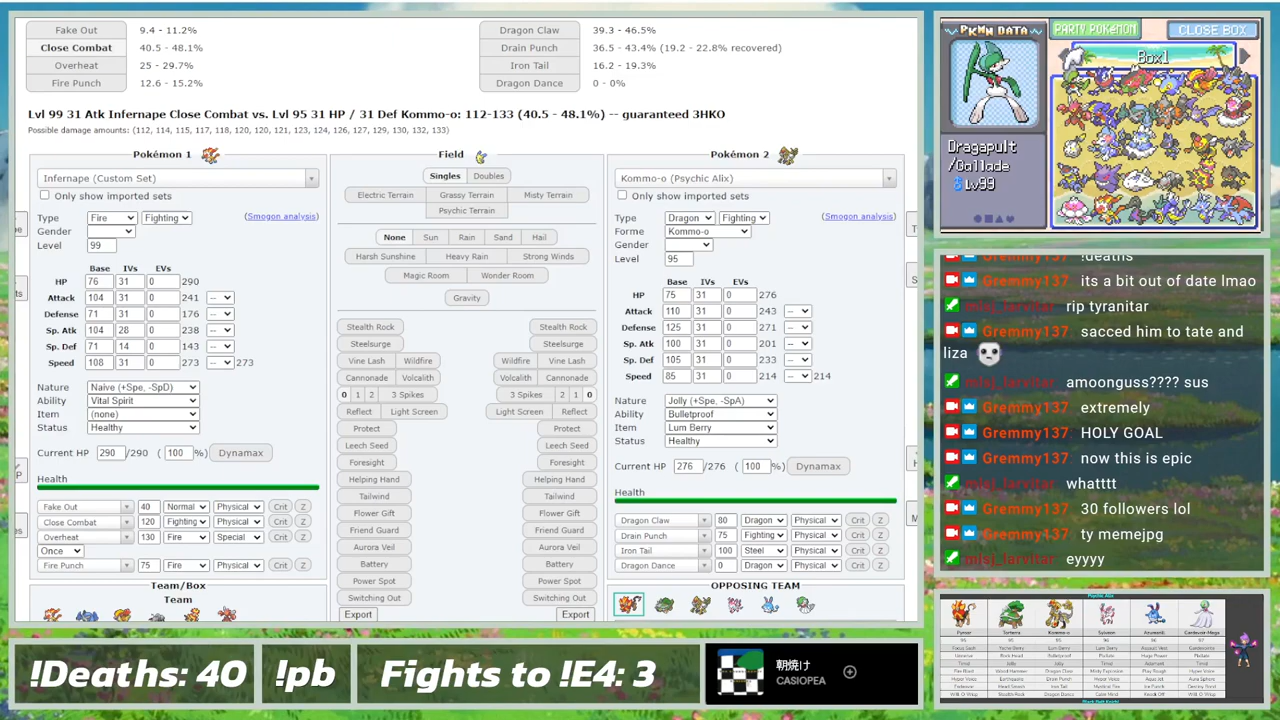 Fake Out 9.4 - 11.2%
Close Combat 40.5 - 48.1%
Overheat 25 - 29.7%
Fire Punch 12.6 - 15.2%
Dragon Claw 39.3 - 46.5%
Drain Punch 36.5 - 43.4% (19.2 - 22.8% recovered)
Iron Tail 16.2 - 19.3%
Dragon Dance 0 - 0%
Lvl 99 31 Atk Infernape Close Combat vs. Lvl 95 31 HP / 31 Def Kommo-o: 112-133 (40.5 - 48.1%) -- guaranteed 3HKO
Possible damage amounts: (112, 114, 115, 117, 118, 120, 120, 121, 123, 124, 126, 127, 129, 130, 132, 133)
Pokémon 1
Infernape (Custom Set)
Only show imported sets
Type Fire Fighting (Smogon analysis)
Gender
Level 99
Base IVs EVs
HP 76 31 0 290
Attack 104 31 0 241 --
Defense 71 31 0 176 --
Sp. Atk 104 28 0 238 --
Sp. Def 71 14 0 143 --
Speed 108 31 0 273 -- 273
Nature Naive (+Spe, -SpD)
Ability Vital Spirit
Item (none)
Status Healthy
Current HP 290 /290 ( 100 %) Dynamax
Health
Fake Out 40 Normal Physical Crit Z
Close Combat 120 Fighting Physical Crit Z
Overheat 130 Fire Special Crit Z
Once
Fire Punch 75 Fire Physical Crit Z
Team/Box
Team
Field
Singles Doubles
Electric Terrain Grassy Terrain Misty Terrain
Psychic Terrain
None Sun Rain Sand Hail
Harsh Sunshine Heavy Rain Strong Winds
Magic Room Wonder Room
Gravity
Stealth Rock Stealth Rock
Steelsurge Steelsurge
Vine Lash Wildfire Wildfire Vine Lash
Cannonade Volcalith Volcalith Cannonade
0 1 2 3 Spikes 3 Spikes 2 1 0
Reflect Light Screen Light Screen Reflect
Protect Protect
Leech Seed Leech Seed
Foresight Foresight
Helping Hand Helping Hand
Tailwind Tailwind
Flower Gift Flower Gift
Friend Guard Friend Guard
Aurora Veil Aurora Veil
Battery Battery
Power Spot Power Spot
Switching Out Switching Out
Export Export
Pokémon 2
Kommo-o (Psychic Alix)
Only show imported sets
Type Dragon Fighting (Smogon analysis)
Forme Kommo-o
Gender
Level 95
Base IVs EVs
HP 75 31 0 276
Attack 110 31 0 243 --
Defense 125 31 0 271 --
Sp. Atk 100 31 0 201 --
Sp. Def 105 31 0 233 --
Speed 85 31 0 214 -- 214
Nature Jolly (+Spe, -SpA)
Ability Bulletproof
Item Lum Berry
Status Healthy
Current HP 276 /276 ( 100 %) Dynamax
Health
Dragon Claw 80 Dragon Physical Crit Z
Drain Punch 75 Fighting Physical Crit Z
Iron Tail 100 Steel Physical Crit Z
Dragon Dance 0 Dragon Physical Crit Z
OPPOSING TEAM
PKMN DATA
PARTY POKéMON
CLOSE BOX
Box1
Dragapult
/Gallade
Lv99
!deaths
Gremmy137 its a bit out of date lmao
misj_larvitar rip tyranitar
Gremmy137 sacced him to tate and
liza
misj_larvitar amoonguss???? sus
Gremmy137 extremely
Gremmy137 HOLY GOAL
Gremmy137 now this is epic
misj_larvitar whatttt
Gremmy137 30 followers lol
Gremmy137 ty memejpg
misj_larvitar eyyyy
朝焼け
CASIOPEA
Psychic Alix
Torterra Kommo-o Sylveon Azumarill Gardevoir-Mega